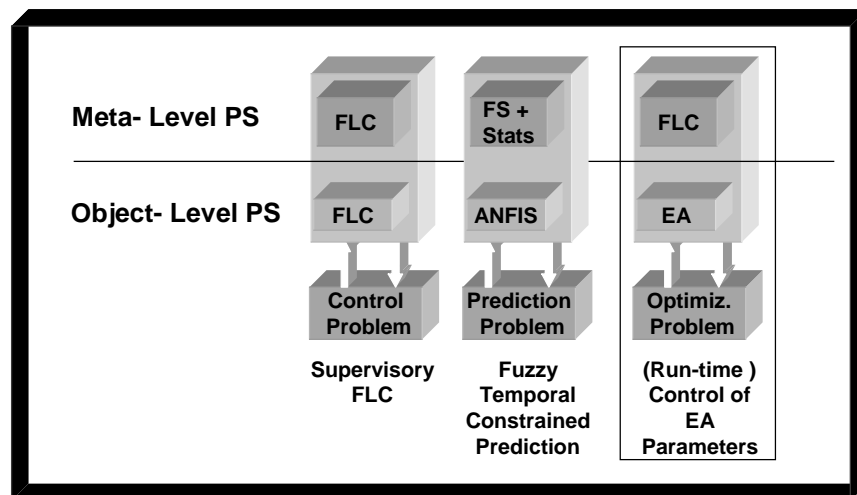 Meta- Level PS
FLC
FS +
Stats
FLC
Object- Level PS
FLC
ANFIS
EA
Control
Problem
Prediction
Problem
Optimiz.
Problem
Supervisory
FLC
Fuzzy
Temporal
Constrained
Prediction
(Run-time )
Control of
EA
Parameters